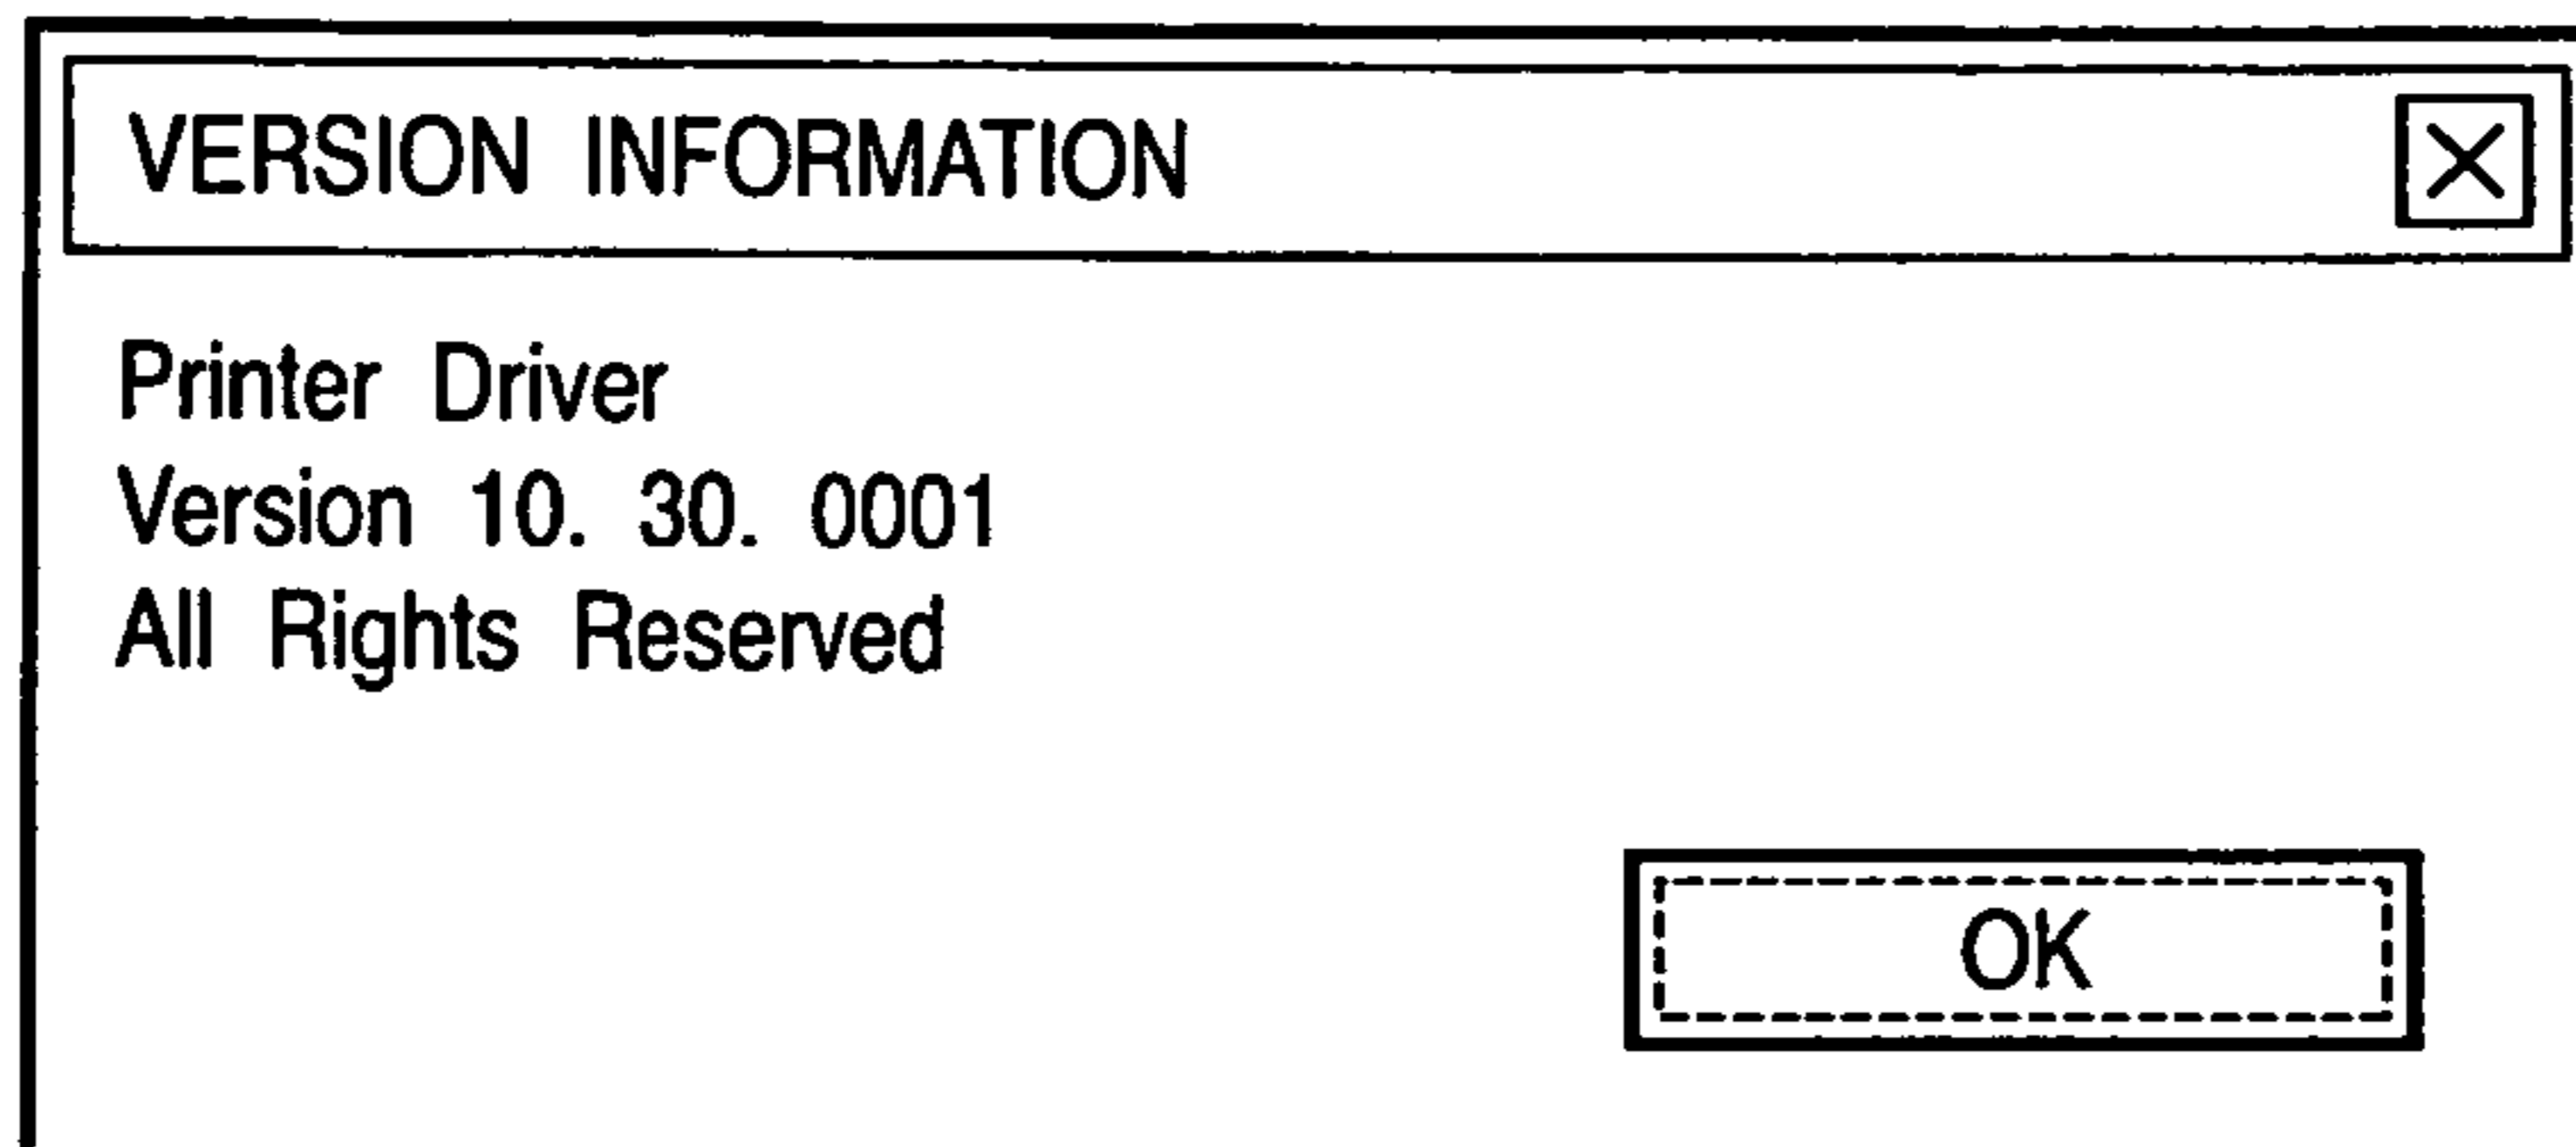 VERSION INFORMATION
Printer Driver
Version 10. 30. 0001
All Rights Reserved
OK